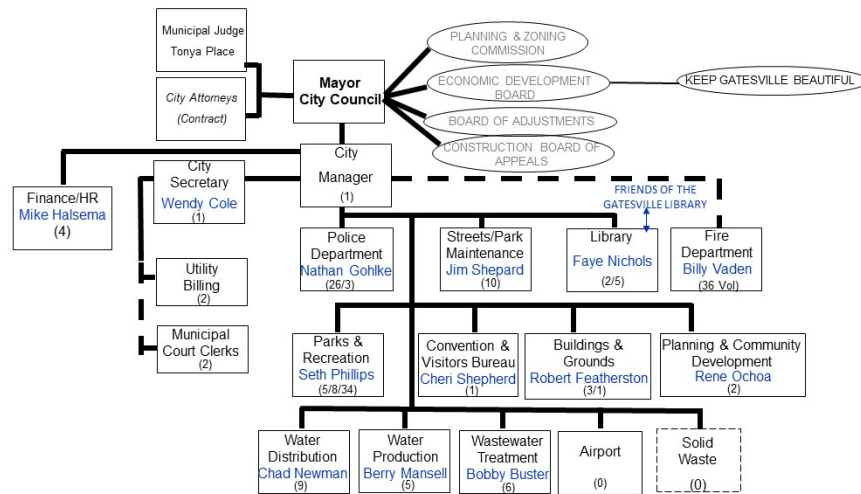 Municipal Judge
Tonya Place
City Attorneys
(Contract)
Mayor
City Council
PLANNING & ZONING
COMMISSION
ECONOMIC DEVELOPMENT
BOARD
KEEP GATESVILLE BEAUTIFUL
BOARD OF ADJUSTMENTS
CONSTRUCTION BOARD OF
APPEALS
City
Manager
(1)
City
Secretary
Wendy Cole
(1)
Finance/HR
Mike Halsema
(4)
FRIENDS OF THE
GATESVILLE LIBRARY
Police
Department
Nathan Gohlke
(26/3)
Streets/Park
Maintenance
Jim Shepard
(10)
Library
Faye Nichols
(2/5)
Fire
Department
Billy Vaden
(36 Vol)
Utility
Billing
(2)
Municipal
Court Clerks
(2)
Parks &
Recreation
Seth Phillips
(5/8/34)
Convention &
Visitors Bureau
Cheri Shepherd
(1)
Buildings &
Grounds
Robert Featherston
(3/1)
Planning & Community
Development
Rene Ochoa
(2)
Water
Distribution
Chad Newman
(9)
Water
Production
Berry Mansell
(5)
Wastewater
Treatment
Bobby Buster
(6)
Airport
(0)
Solid
Waste
(0)